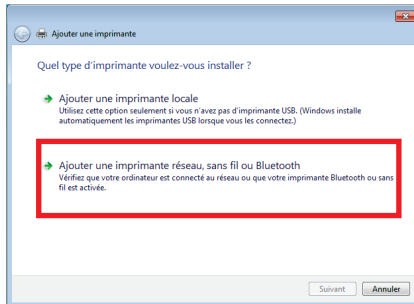 Ajouter une imprimante
Quel type d'imprimante voulez-vous installer ?
Ajouter une imprimante locale
Utilisez cette option seulement si vous n'avez pas d'imprimante USB. (Windows installe
automatiquement les imprimantes USB lorsque vous les connectez.)
Ajouter une imprimante réseau, sans fil ou Bluetooth
Vérifiez que votre ordinateur est connecté au réseau ou que votre imprimante Bluetooth ou sans
fil est activée.
Suivant Annuler